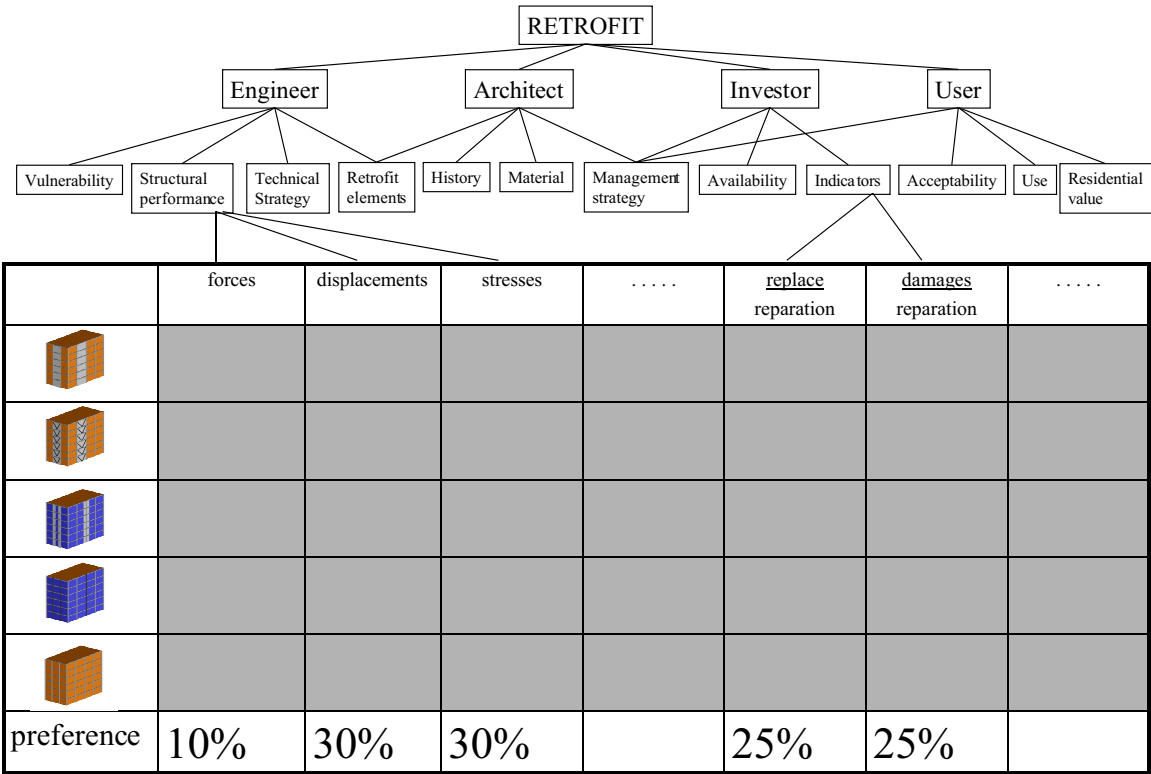 RETROFIT
Engineer
Architect
Investor
User
Vulnerability
Structural
performance
Technical
Strategy
Retrofit
elements
History
Material
Management
strategy
Availability
Indicators
Acceptability
Use
Residential
value
forces
displacements
stresses
. . . . .
replace
reparation
damages
reparation
. . . . .
preference
10%
30%
30%
25%
25%